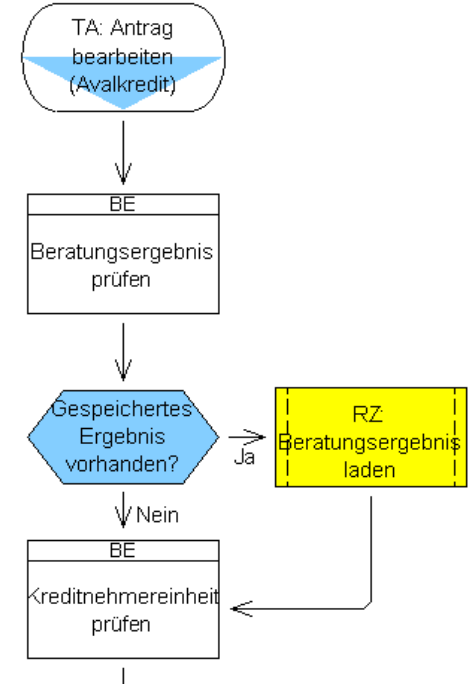 TA: Antrag
bearbeiten
(Avalkredit)
BE
Beratungsergebnis
prüfen
Gespeichertes
Ergebnis
vorhanden?
Ja
RZ:
Beratungsergebnis
laden
Nein
BE
Kreditnehmereinheit
prüfen